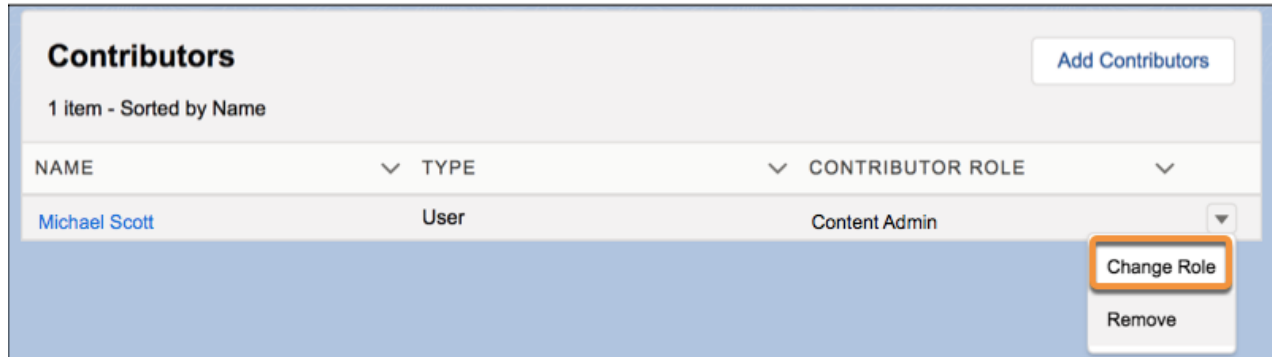 Contributors
Add Contributors
1 item - Sorted by Name
NAME TYPE CONTRIBUTOR ROLE
Michael Scott User Content Admin
Change Role
Remove